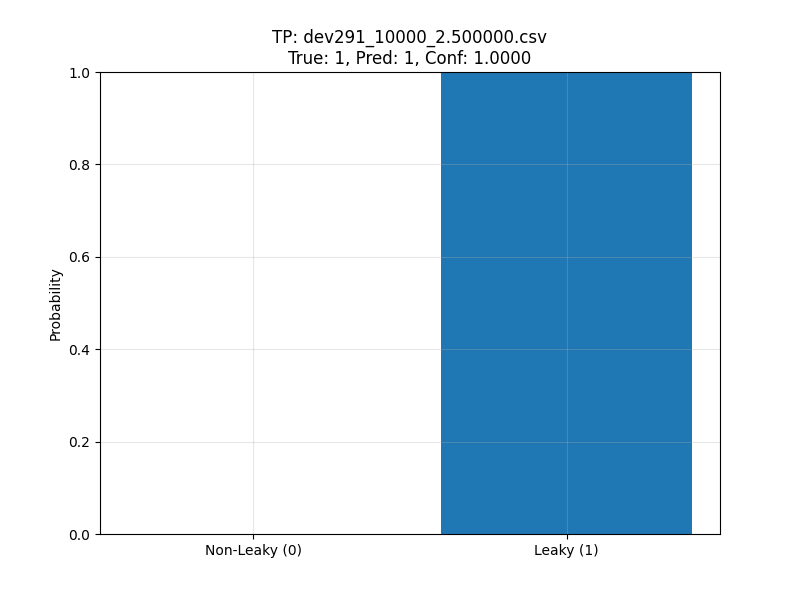 TP: dev291_10000_2.500000.csv
True: 1, Pred: 1, Conf: 1.0000
1.0
0.8
0.6
0.4
0.2
0.0
Probability
Non-Leaky (0)
Leaky (1)